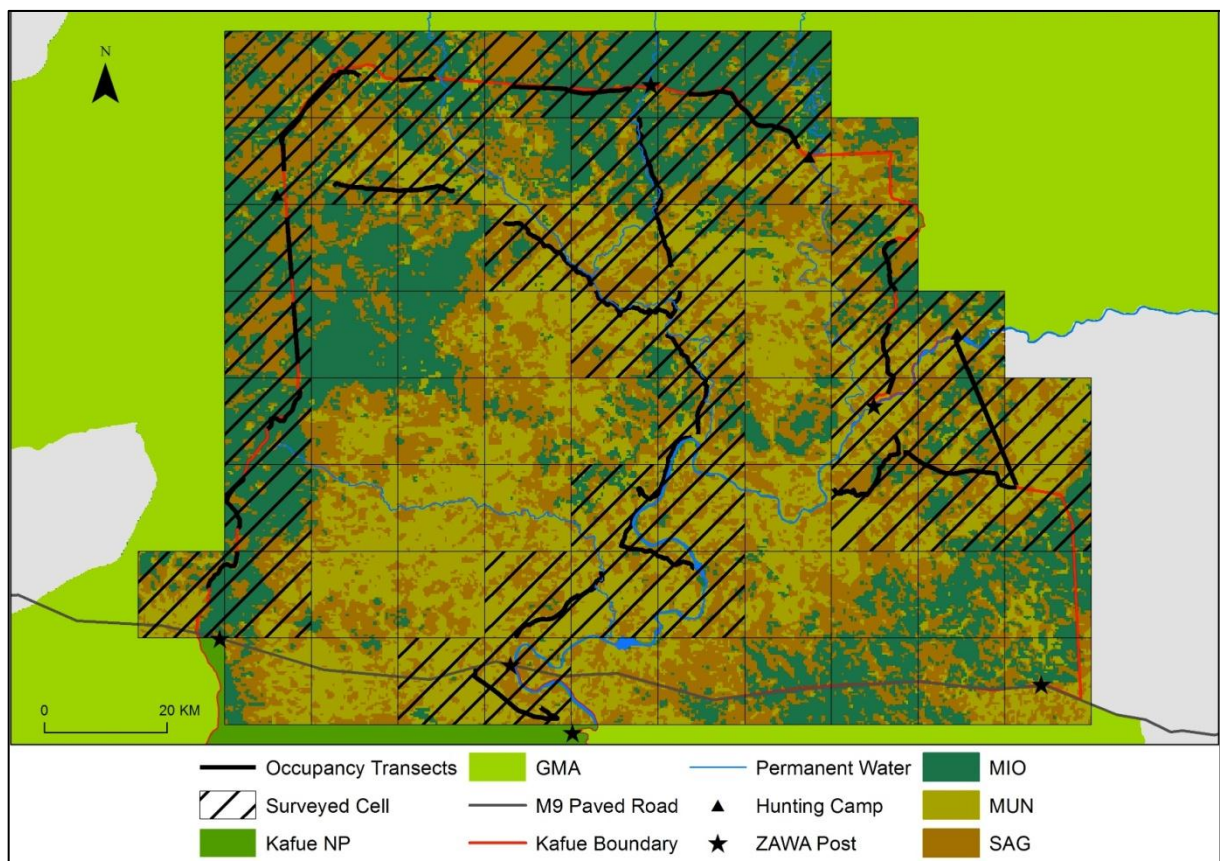 N
0 20 KM
Occupancy Transects GMA Permanent Water MIO
Surveyed Cell M9 Paved Road Hunting Camp MUN
Kafue NP Kafue Boundary ZAWA Post SAG